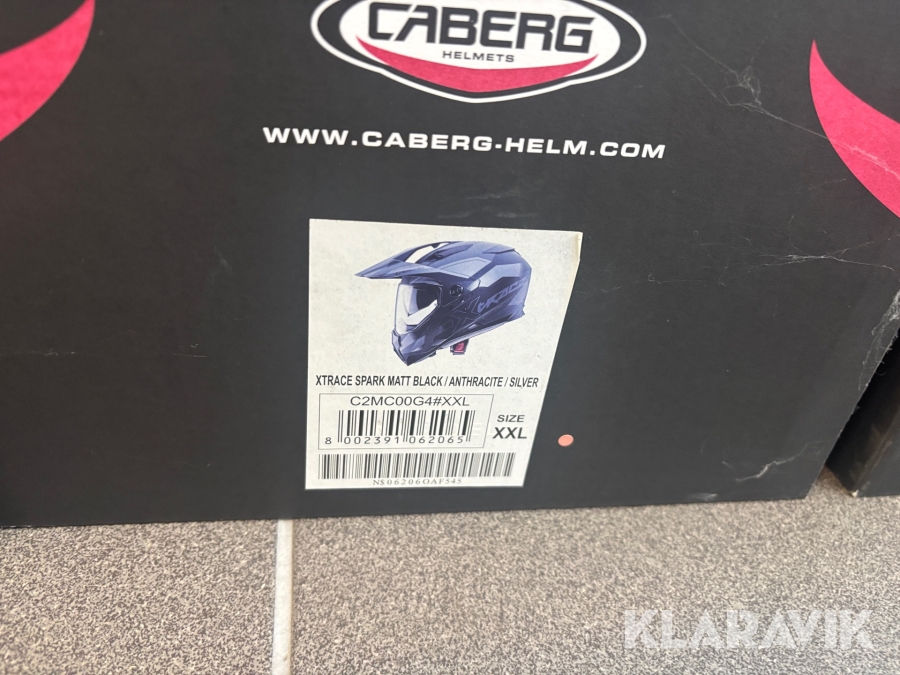 CABERG
HELMETS
WWW.CABERG-HELM.COM
XTRACE SPARK MATT BLACK / ANTHRACITE / SILVER
C2MC00G4#XXL
8 002391 062065
SIZE
XXL
NS06206OAF545
KLARAVIK